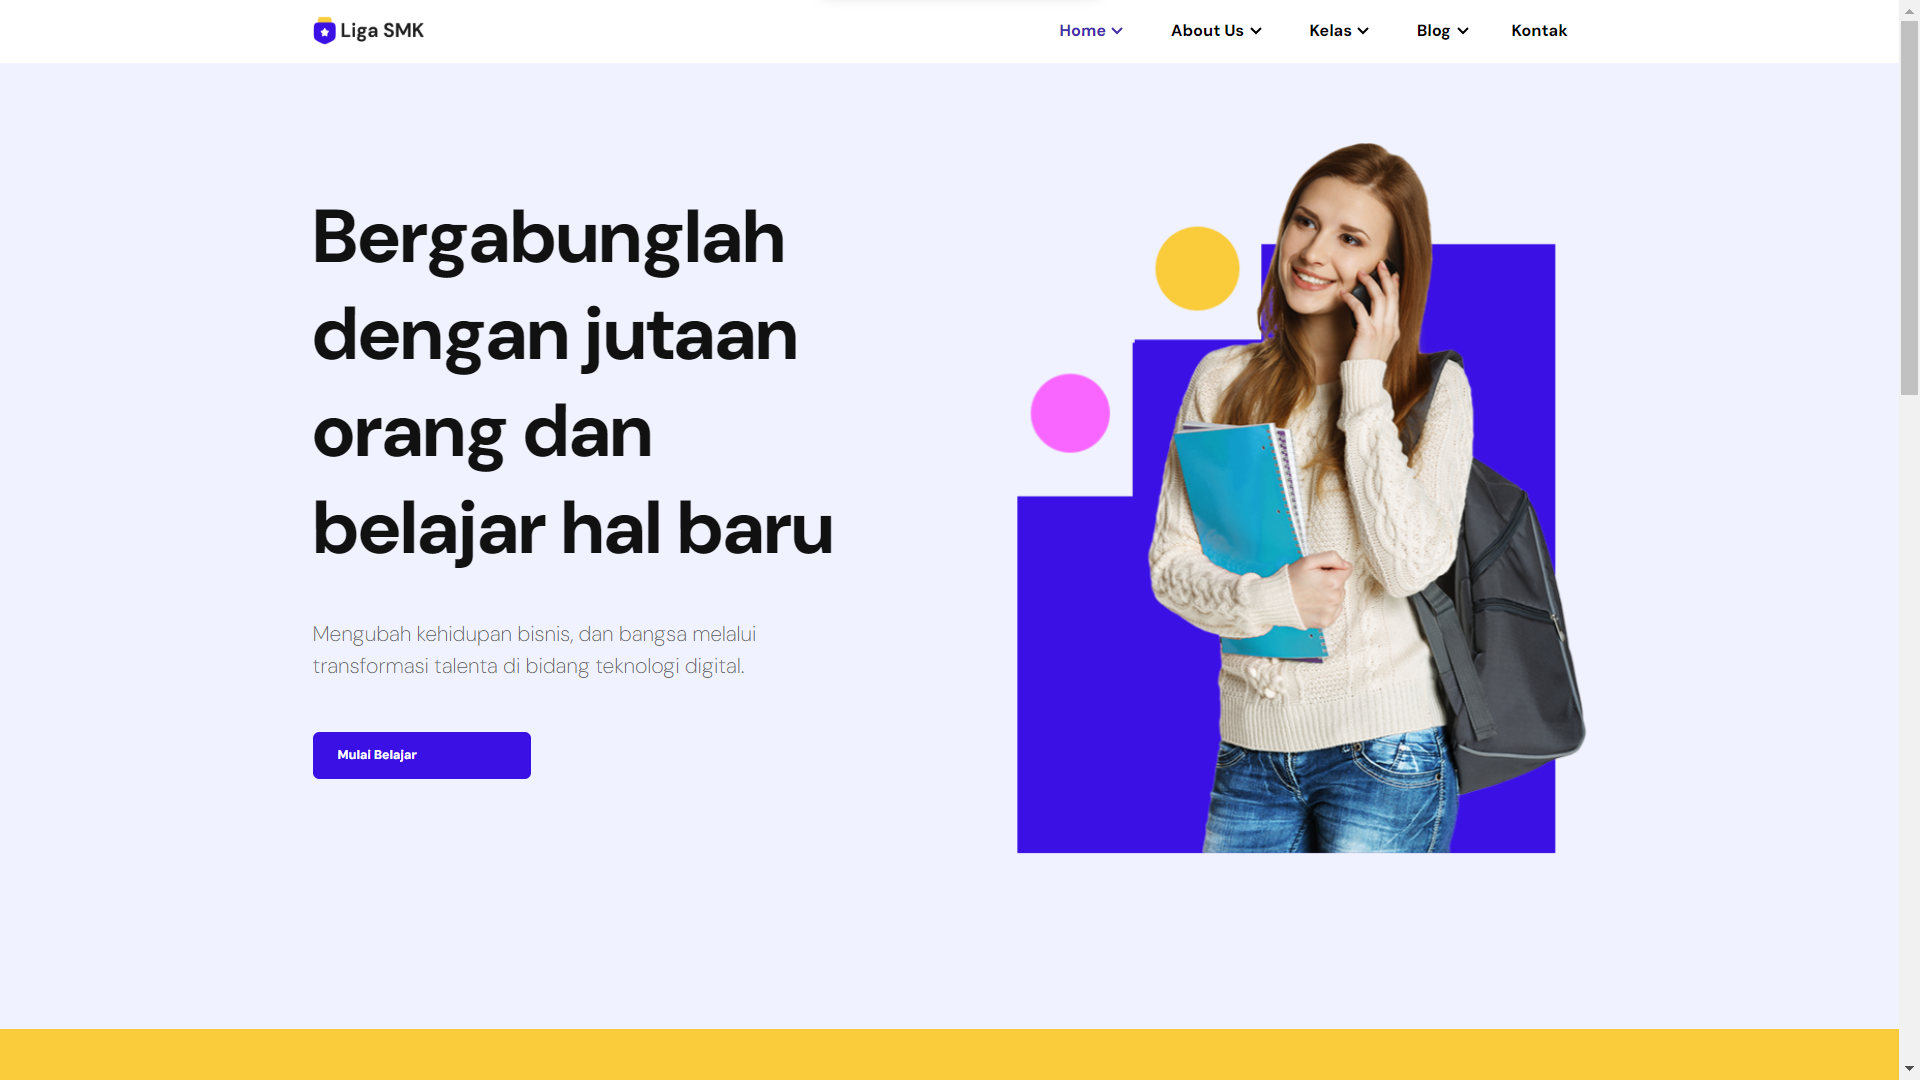 Liga SMK
Home
About Us
Kelas
Blog
Kontak
Bergabunglah
dengan jutaan
orang dan
belajar hal baru
Mengubah kehidupan bisnis, dan bangsa melalui
transformasi talenta di bidang teknologi digital.
Mulai Belajar